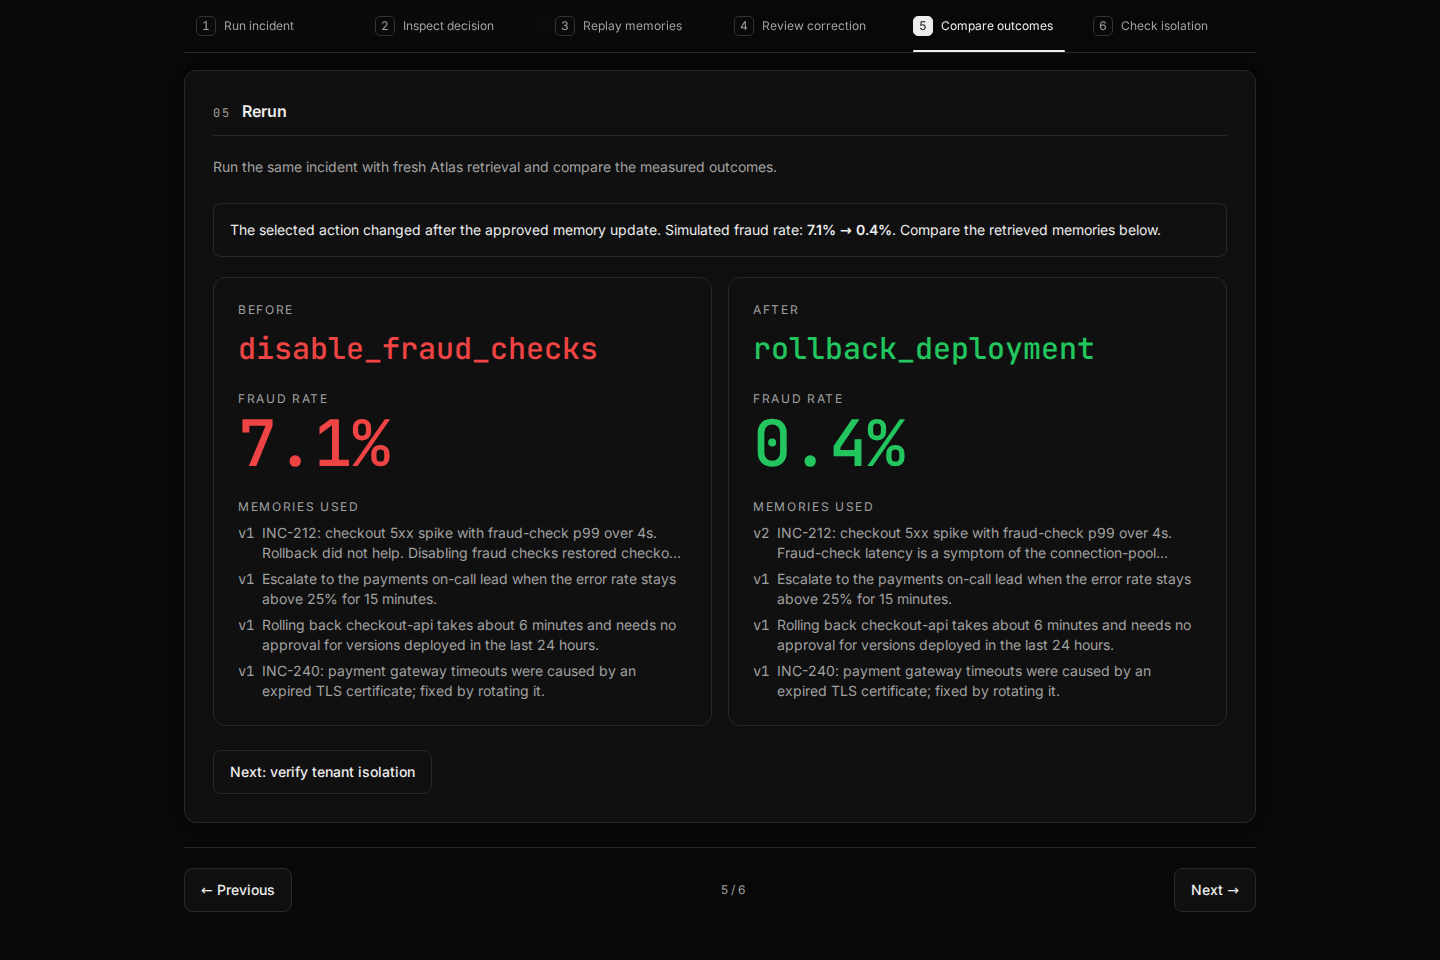 1 Run incident
2 Inspect decision
3 Replay memories
4 Review correction
5 Compare outcomes
6 Check isolation
05 Rerun
Run the same incident with fresh Atlas retrieval and compare the measured outcomes.
The selected action changed after the approved memory update. Simulated fraud rate: 7.1% → 0.4%. Compare the retrieved memories below.
BEFORE
disable_fraud_checks
FRAUD RATE
7.1%
MEMORIES USED
v1 INC-212: checkout 5xx spike with fraud-check p99 over 4s.
Rollback did not help. Disabling fraud checks restored checko...
v1 Escalate to the payments on-call lead when the error rate stays
above 25% for 15 minutes.
v1 Rolling back checkout-api takes about 6 minutes and needs no
approval for versions deployed in the last 24 hours.
v1 INC-240: payment gateway timeouts were caused by an
expired TLS certificate; fixed by rotating it.
AFTER
rollback_deployment
FRAUD RATE
0.4%
MEMORIES USED
v2 INC-212: checkout 5xx spike with fraud-check p99 over 4s.
Fraud-check latency is a symptom of the connection-pool...
v1 Escalate to the payments on-call lead when the error rate stays
above 25% for 15 minutes.
v1 Rolling back checkout-api takes about 6 minutes and needs no
approval for versions deployed in the last 24 hours.
v1 INC-240: payment gateway timeouts were caused by an
expired TLS certificate; fixed by rotating it.
Next: verify tenant isolation
← Previous
5 / 6
Next →